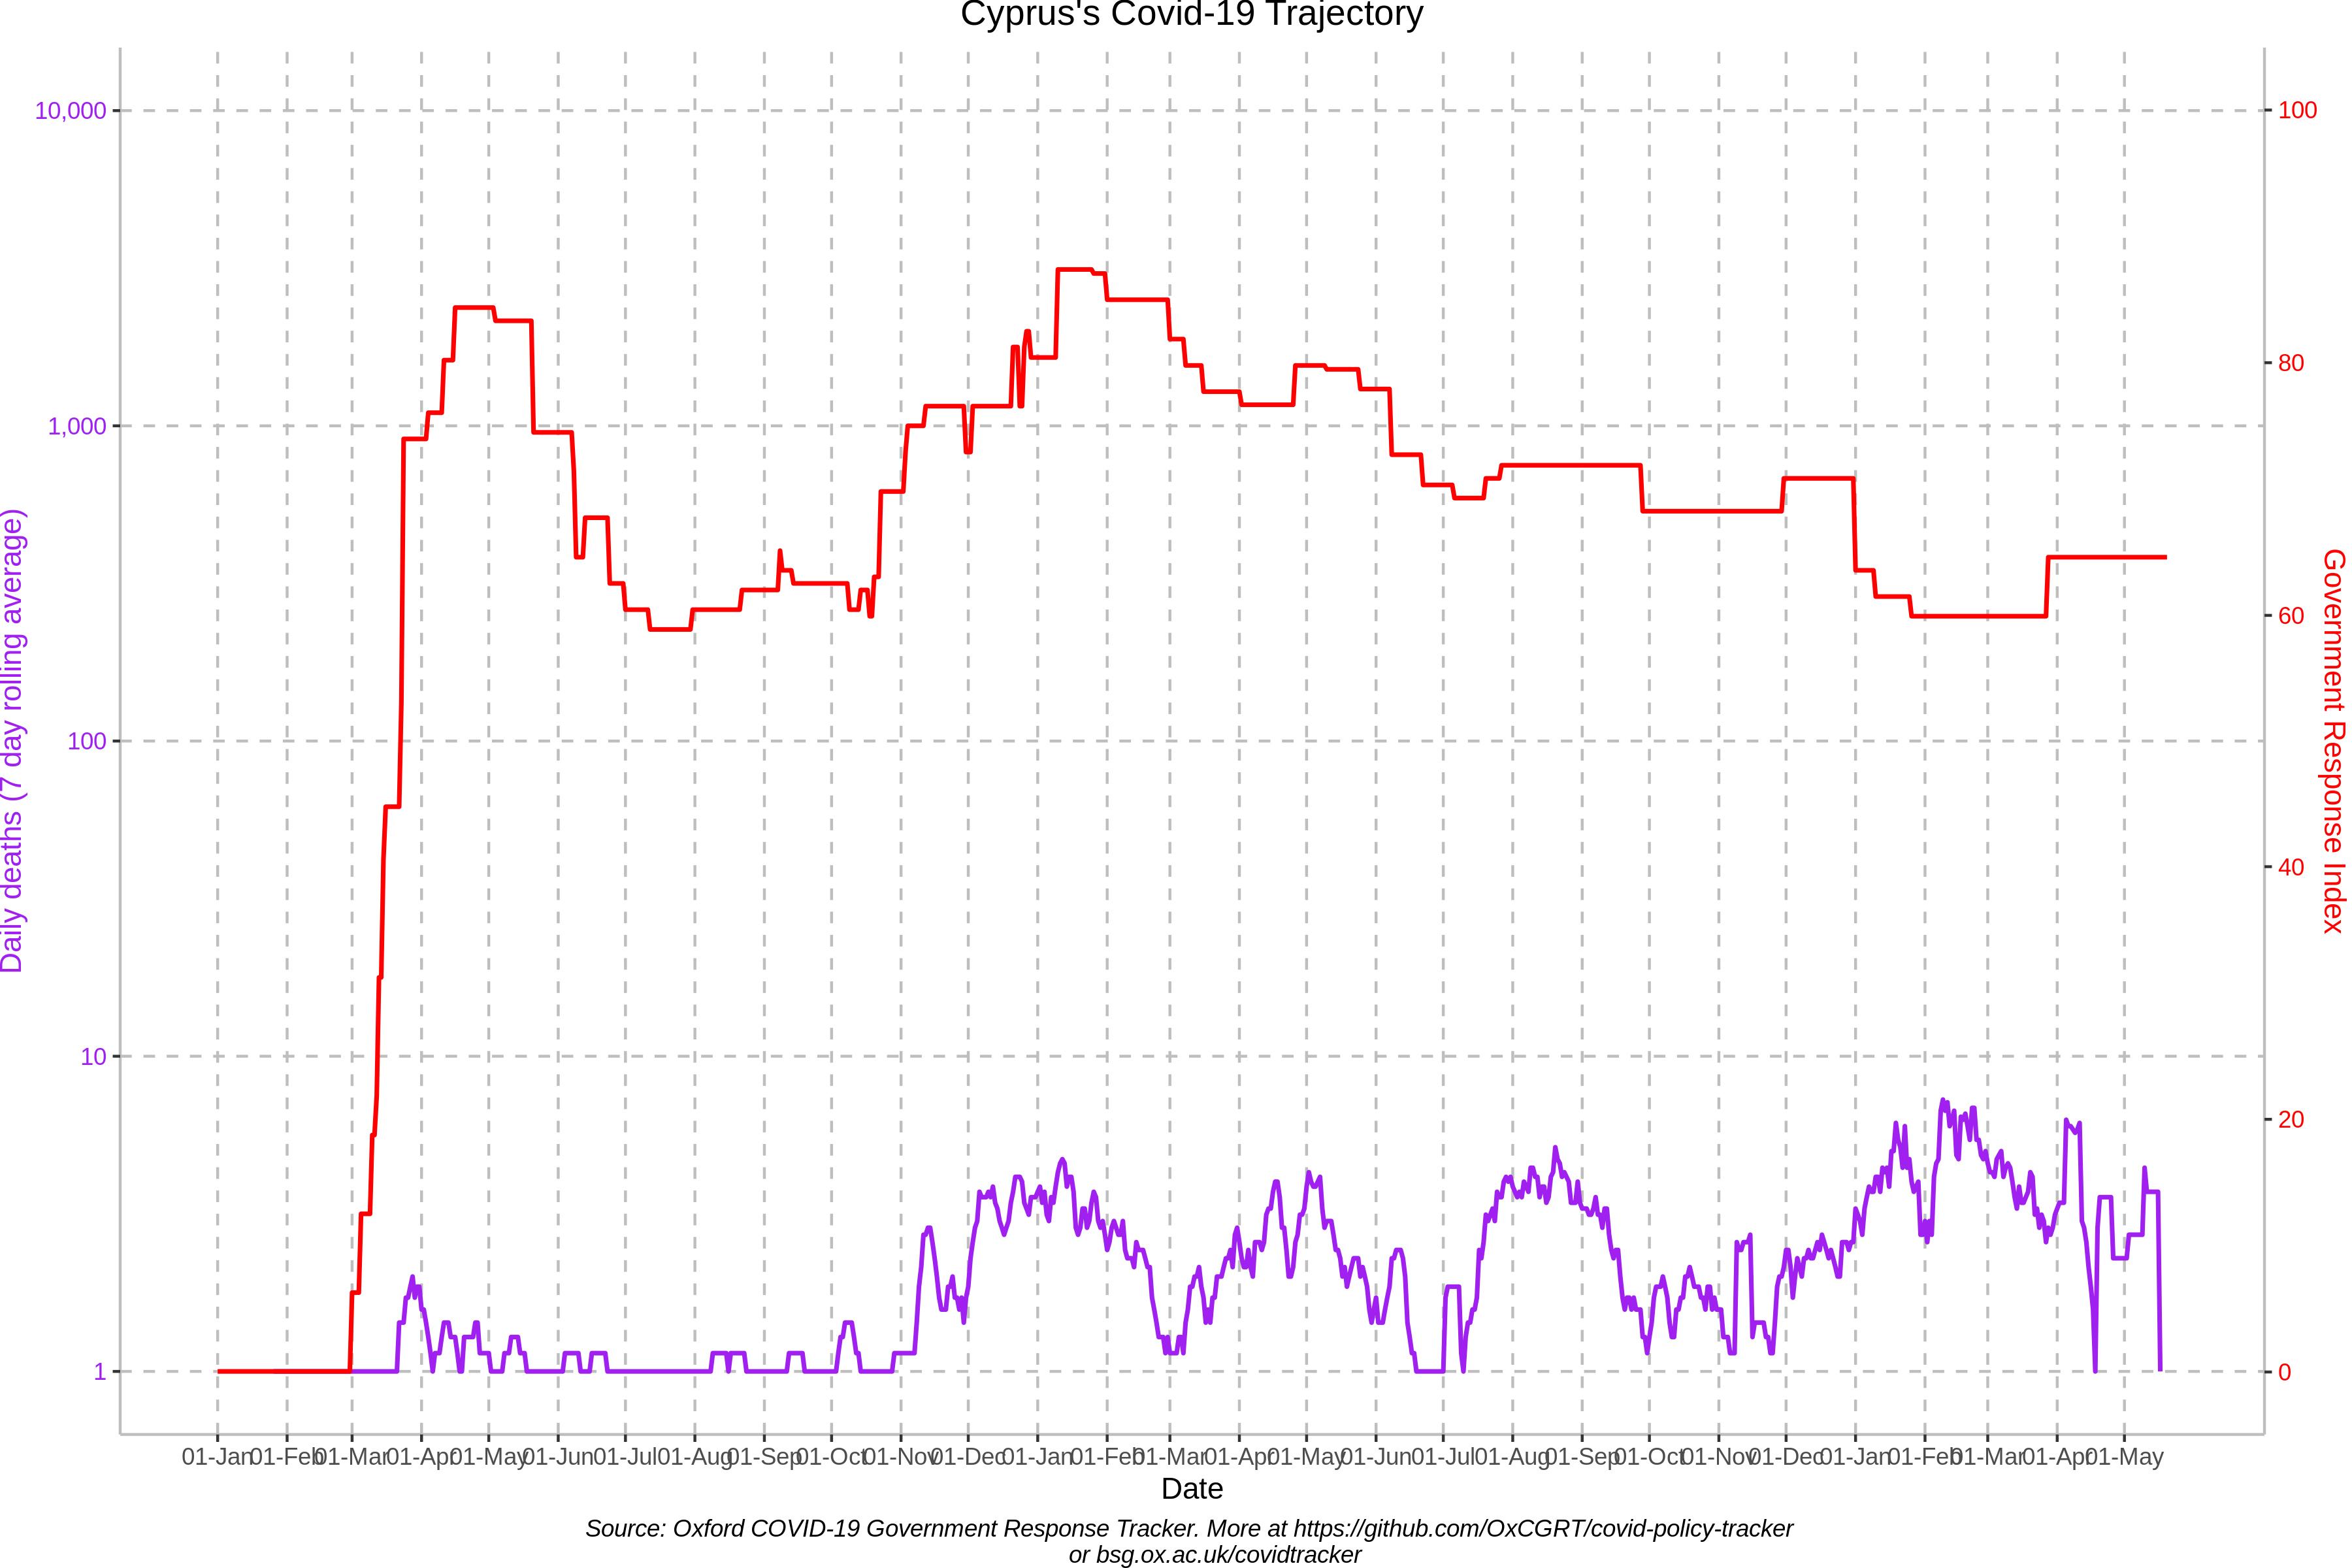 Cyprus's Covid-19 Trajectory
10,000
1,000
100
10
1
Daily deaths (7 day rolling average)
100
80
60
40
20
0
Government Response Index
01-Jan 01-Feb 01-Mar 01-Apr 01-May 01-Jun 01-Jul 01-Aug 01-Sep 01-Oct 01-Nov 01-Dec 01-Jan 01-Feb 01-Mar 01-Apr 01-May 01-Jun 01-Jul 01-Aug 01-Sep 01-Oct 01-Nov 01-Dec 01-Jan 01-Feb 01-Mar 01-Apr 01-May
Date
Source: Oxford COVID-19 Government Response Tracker. More at https://github.com/OxCGRT/covid-policy-tracker
or bsg.ox.ac.uk/covidtracker